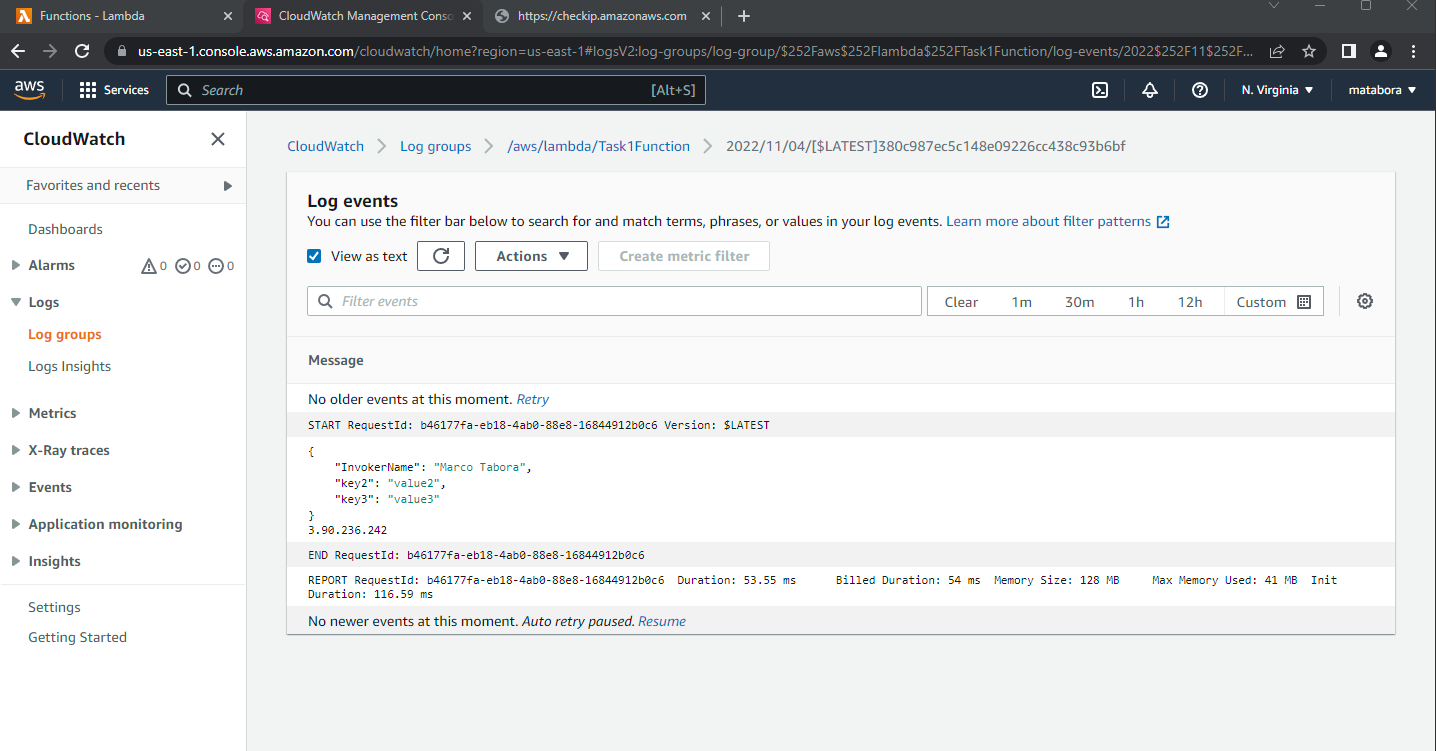 Functions - Lambda
CloudWatch Management Conso
https://checkip.amazonaws.com
us-east-1.console.aws.amazon.com/cloudwatch/home?region=us-east-1#logsV2:log-groups/log-group/$252Faws$252Flambda$252FTask1Function/log-events/2022$252F11$252F...
aws
Services
Search
[Alt+S]
N. Virginia
matabora
CloudWatch
Favorites and recents
Dashboards
Alarms 0 0 0
Logs
Log groups
Logs Insights
Metrics
X-Ray traces
Events
Application monitoring
Insights
Settings
Getting Started
CloudWatch Log groups /aws/lambda/Task1Function 2022/11/04/[$LATEST]380c987ec5c148e09226cc438c93b6bf
Log events
You can use the filter bar below to search for and match terms, phrases, or values in your log events. Learn more about filter patterns
View as text Actions Create metric filter
Filter events Clear 1m 30m 1h 12h Custom
Message
No older events at this moment. Retry
START RequestId: b46177fa-eb18-4ab0-88e8-16844912b0c6 Version: $LATEST
{
"InvokerName": "Marco Tabora",
"key2": "value2",
"key3": "value3"
}
3.90.236.242
END RequestId: b46177fa-eb18-4ab0-88e8-16844912b0c6
REPORT RequestId: b46177fa-eb18-4ab0-88e8-16844912b0c6 Duration: 53.55 ms Billed Duration: 54 ms Memory Size: 128 MB Max Memory Used: 41 MB Init
Duration: 116.59 ms
No newer events at this moment. Auto retry paused. Resume